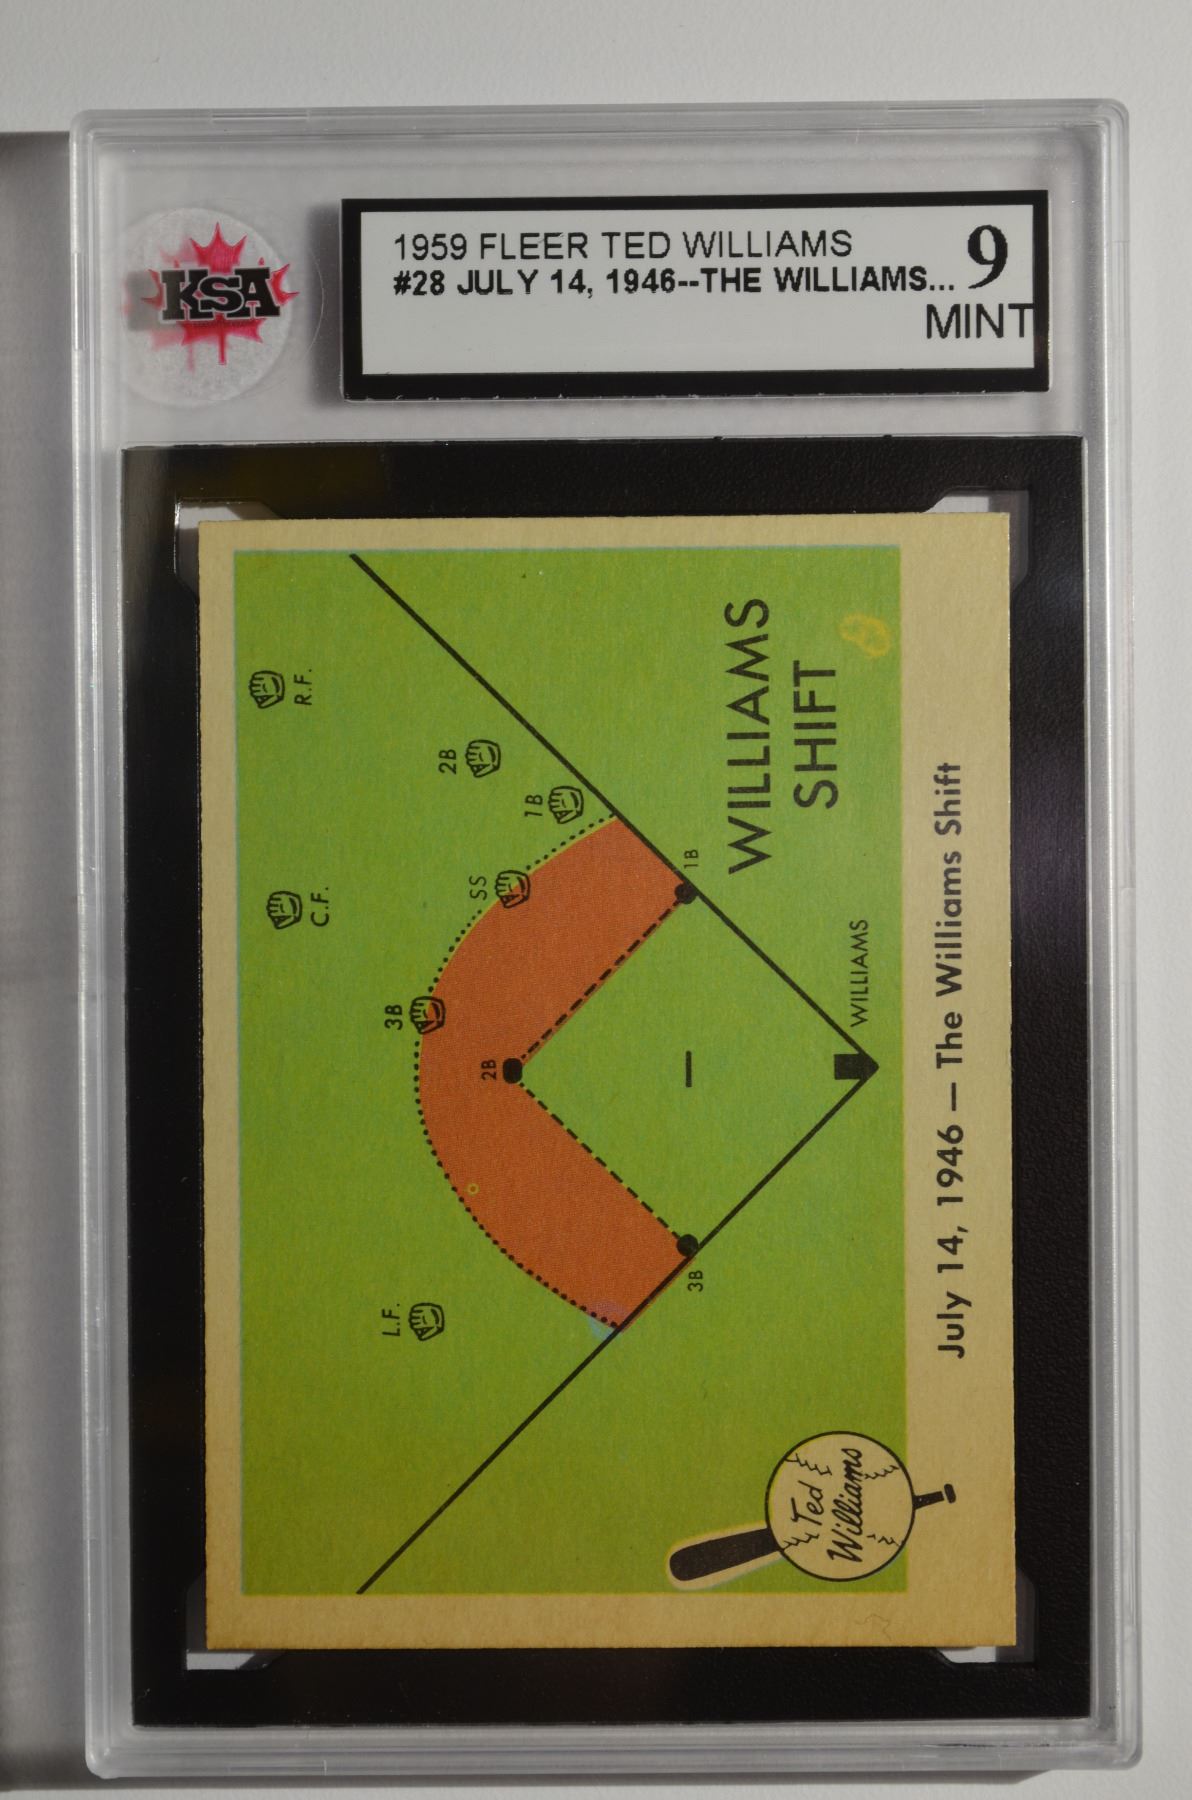 KSA
1959 FLEER TED WILLIAMS
#28 JULY 14, 1946--THE WILLIAMS...
9
MINT
R.F.
C.F.
L.F.
2B
1B
SS
3B
2B
1B
3B
WILLIAMS
WILLIAMS
SHIFT
Ted
Williams
July 14, 1946 — The Williams Shift